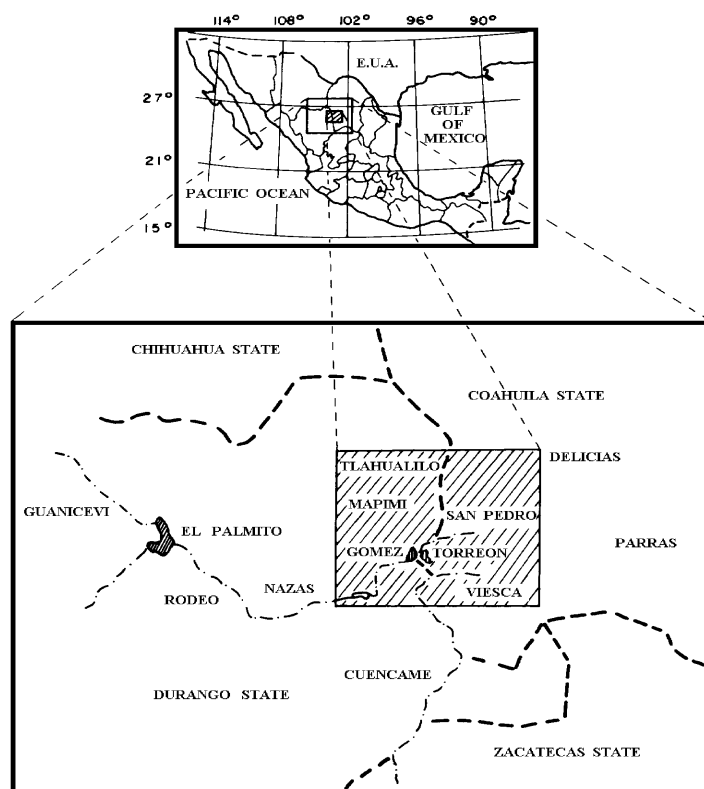 114° 108° 102° 96° 90°
E.U.A.
27°
GULF
OF
MEXICO
21°
PACIFIC OCEAN
15°
CHIHUAHUA STATE
COAHUILA STATE
DELICIAS
TLAHUALILO
MAPIMI
GUANICEVI
SAN PEDRO
EL PALMITO
PARRAS
GOMEZ
TORREON
NAZAS
RODEO
VIESCA
CUENCAME
DURANGO STATE
ZACATECAS STATE